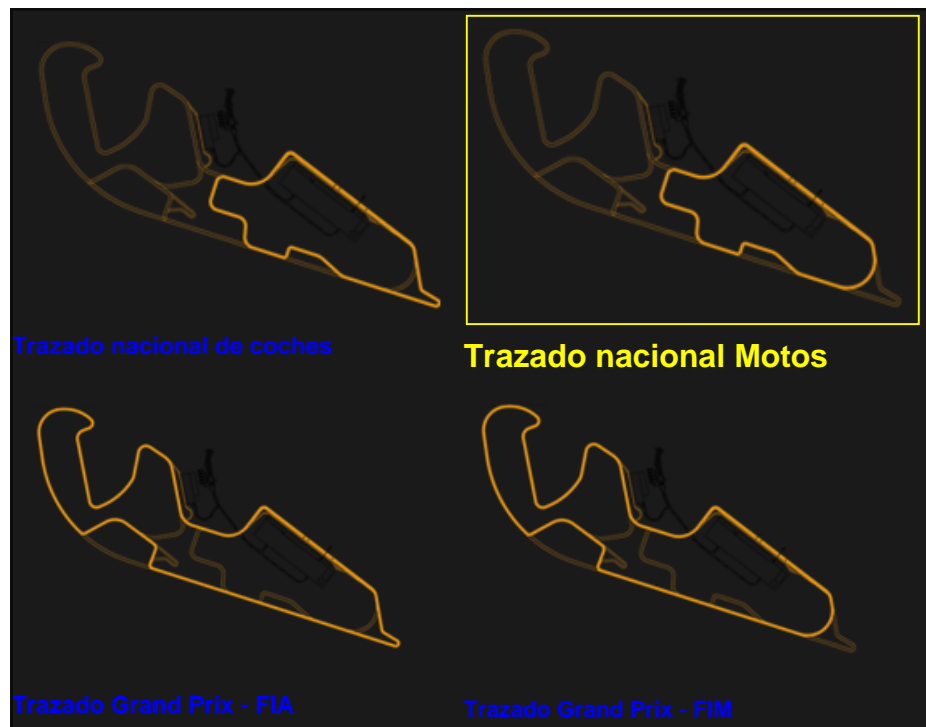 Trazado nacional de coches
Trazado nacional Motos
Trazado Grand Prix - FIA
Trazado Grand Prix - FIM